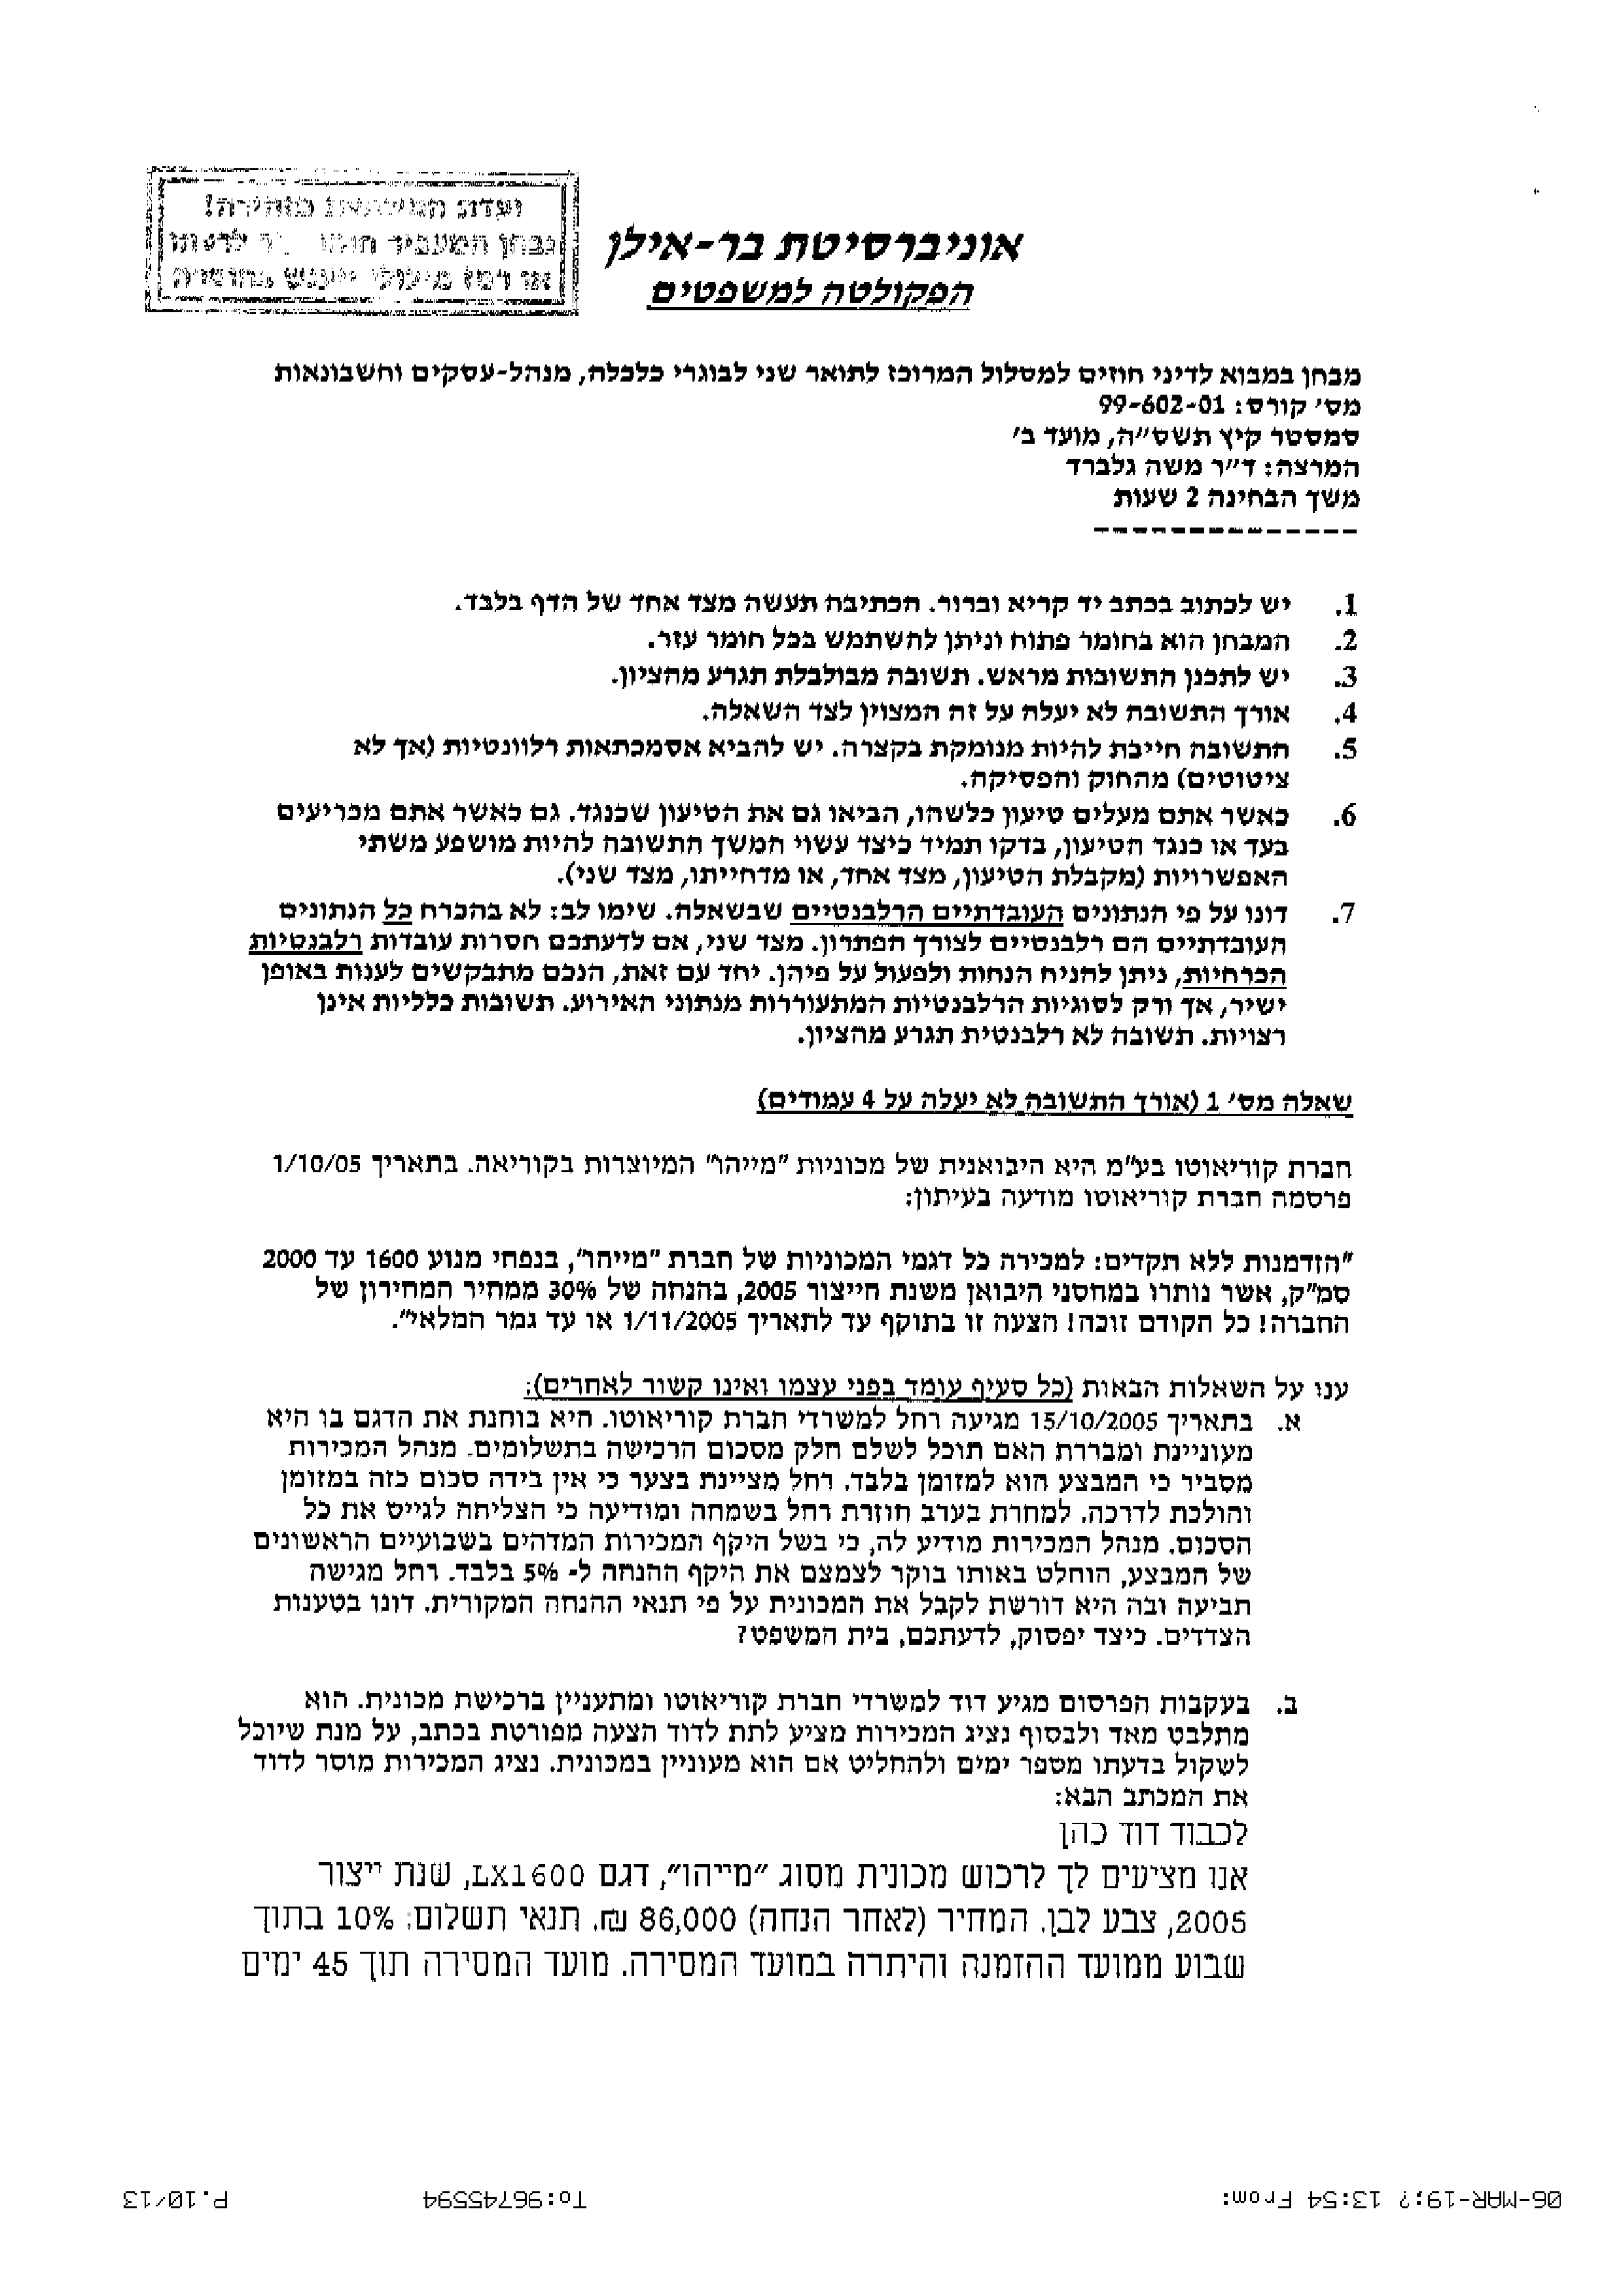 ועדת המשמעת מזהירה!
נבחן המעביר חומר לרעהו
או
אוניברסיטת בר-אילן
הפקולטה למשפטים
מבחן במבוא לדיני חוזים למסלול המרוכז לתואר שני לבוגרי כלכלה, מנהל-עסקים וחשבונאות
מס' קורס: 99-602-01
סמסטר קיץ תשס"ה, מועד ב'
המרצה: ד"ר משה גלברד
משך הבחינה 2 שעות
--------------
1. יש לכתוב בכתב יד קריא וברור. הכתיבה תעשה מצד אחד של הדף בלבד.
2. המבחן הוא בחומר פתוח וניתן להשתמש בכל חומר עזר.
3. יש לתכנן התשובות מראש. תשובה מבולבלת תגרע מהציון.
4. אורך התשובה לא יעלה על זה המצוין לצד השאלה.
5. התשובה חייבת להיות מנומקת בקצרה. יש להביא אסמכתאות רלוונטיות (אך לא
ציטוטים) מהחוק והפסיקה.
6. כאשר אתם מעלים טיעון כלשהו, הביאו גם את הטיעון שכנגד. גם כאשר אתם מכריעים
בעד או כנגד הטיעון, בדקו תמיד כיצד עשוי המשך התשובה להיות מושפע משתי
האפשרויות (מקבלת הטיעון, מצד אחד, או מדחייתו, מצד שני).
7. דונו על פי הנתונים העובדתיים הרלבנטיים שבשאלה. שימו לב: לא בהכרח כל הנתונים
העובדתיים הם רלבנטיים לצורך הפתרון. מצד שני, אם לדעתכם חסרות עובדות רלבנטיות
הכרחיות, ניתן להניח הנחות ולפעול על פיהן. יחד עם זאת, הנכם מתבקשים לענות באופן
ישיר, אך ורק לסוגיות הרלבנטיות המתעוררות מנתוני האירוע. תשובות כלליות אינן
רצויות. תשובה לא רלבנטית תגרע מהציון.
שאלה מס' 1 (אורך התשובה לא יעלה על 4 עמודים)
חברת קוריאוטו בע"מ היא היבואנית של מכוניות "מייהו" המיוצרות בקוריאה. בתאריך 1/10/05
פרסמה חברת קוריאוטו מודעה בעיתון:
"הזדמנות ללא תקדים: למכירה כל דגמי המכוניות של חברת "מייהו", בנפחי מנוע 1600 עד 2000
סמ"ק, אשר נותרו במחסני היבואן משנת הייצור 2005, בהנחה של 30% ממחיר המחירון של
החברה! כל הקודם זוכה! הצעה זו בתוקף עד לתאריך 1/11/2005 או עד גמר המלאי".
ענו על השאלות הבאות (כל סעיף עומד בפני עצמו ואינו קשור לאחרים):
א. בתאריך 15/10/2005 מגיעה רחל למשרדי חברת קוריאוטו. היא בוחנת את הדגם בו היא
מעוניינת ומבררת האם תוכל לשלם חלק מסכום הרכישה בתשלומים. מנהל המכירות
מסביר כי המבצע הוא למזומן בלבד. רחל מציינת בצער כי אין בידה סכום כזה במזומן
והולכת לדרכה. למחרת בערב חוזרת רחל בשמחה ומודיעה כי הצליחה לגייס את כל
הסכום. מנהל המכירות מודיע לה, כי בשל היקף המכירות המדהים בשבועיים הראשונים
של המבצע, הוחלט באותו בוקר לצמצם את היקף ההנחה ל- 5% בלבד. רחל מגישה
תביעה ובה היא דורשת לקבל את המכונית על פי תנאי ההנחה המקורית. דונו בטענות
הצדדים. כיצד יפסוק, לדעתכם, בית המשפט?
ב. בעקבות הפרסום מגיע דוד למשרדי חברת קוריאוטו ומתעניין ברכישת מכונית. הוא
מתלבט מאד ולבסוף נציג המכירות מציע לתת לדוד הצעה מפורטת בכתב, על מנת שיוכל
לשקול בדעתו מספר ימים ולהחליט אם הוא מעוניין במכונית. נציג המכירות מוסר לדוד
את המכתב הבא:
לכבוד דוד כהן
אנו מציעים לך לרכוש מכונית מסוג "מייהו", דגם LX1600, שנת ייצור
2005, צבע לבן. המחיר (לאחר הנחה) 86,000 ₪. תנאי תשלום: 10% בתוך
שבוע ממועד ההזמנה והיתרה במועד המסירה. מועד המסירה תוך 45 ימים
06-MAR-19;? 13:54 From: To:96745594 P.10/13